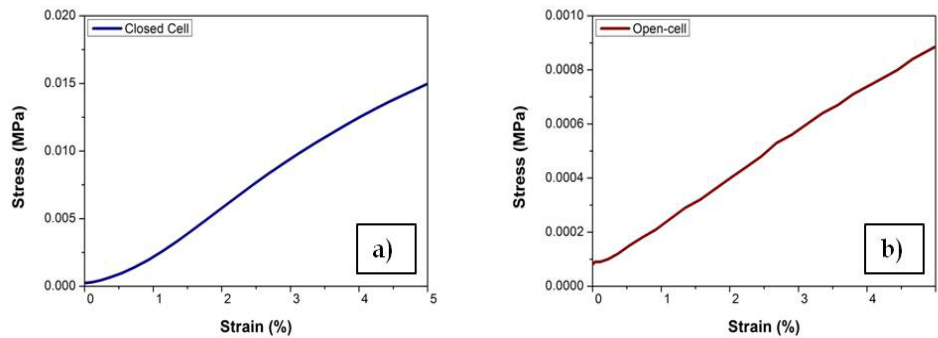 0.020
Closed Cell
0.015
0.010
0.005
0.000
Stress (MPa)
0 1 2 3 4 5
Strain (%)
a)
0.0010
Open-cell
0.0008
0.0006
0.0004
0.0002
0.0000
Stress (MPa)
0 1 2 3 4
Strain (%)
b)